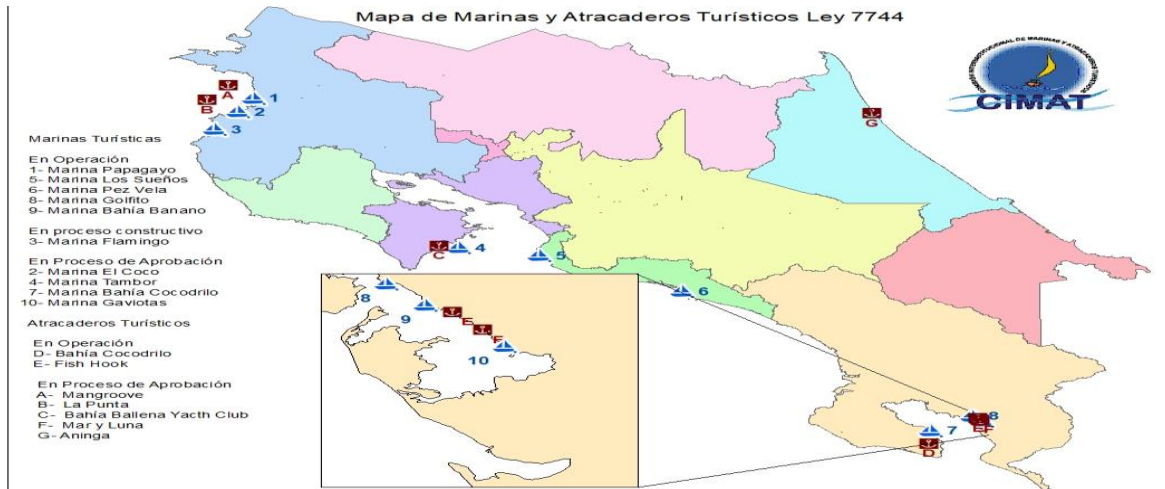 Mapa de Marinas y Atracaderos Turísticos Ley 7744
CIMAT
A
B
1
2
3
G
Marinas Turísticas
En Operación
1- Marina Papagayo
5- Marina Los Sueños
6- Marina Pez Vela
8- Marina Golfito
9- Marina Bahía Banano
En proceso constructivo
3- Marina Flamingo
En Proceso de Aprobación
2- Marina El Coco
4- Marina Tambor
7- Marina Bahía Cocodrilo
10- Marina Gaviotas
Atracaderos Turísticos
En Operación
D- Bahía Cocodrilo
E- Fish Hook
En Proceso de Aprobación
A- Mangroove
B- La Punta
C- Bahía Ballena Yacth Club
F- Mar y Luna
G- Aninga
C
4
5
6
8
9
E
F
10
8
E
F
7
D